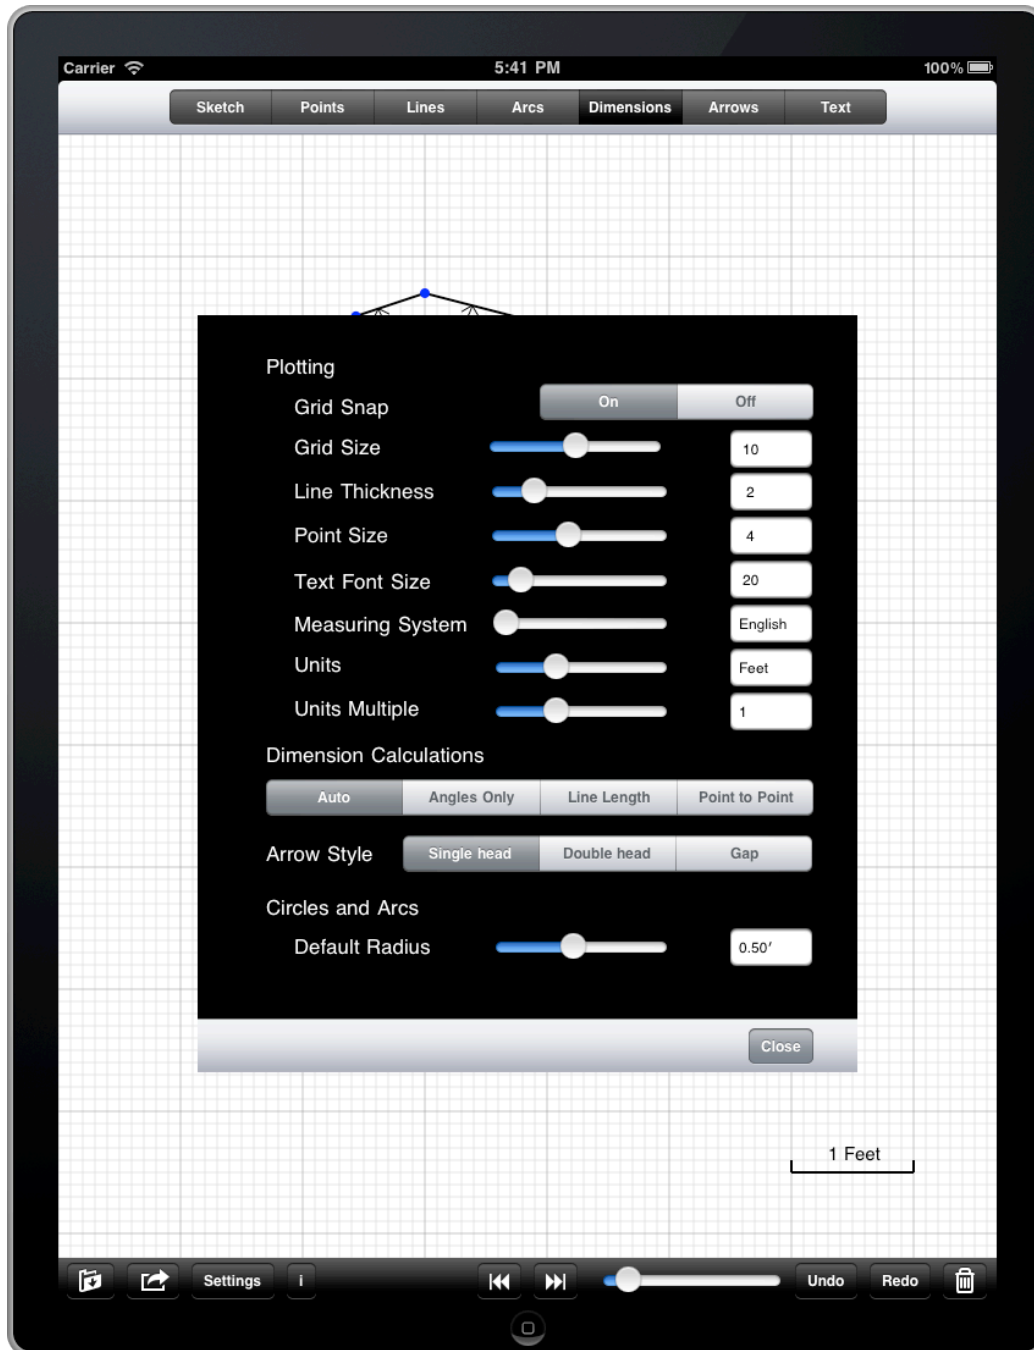 Carrier 5:41 PM 100%
Sketch Points Lines Arcs Dimensions Arrows Text
Plotting
Grid Snap On Off
Grid Size 10
Line Thickness 2
Point Size 4
Text Font Size 20
Measuring System English
Units Feet
Units Multiple 1
Dimension Calculations
Auto Angles Only Line Length Point to Point
Arrow Style Single head Double head Gap
Circles and Arcs
Default Radius 0.50′
Close
1 Feet
Settings i Undo Redo